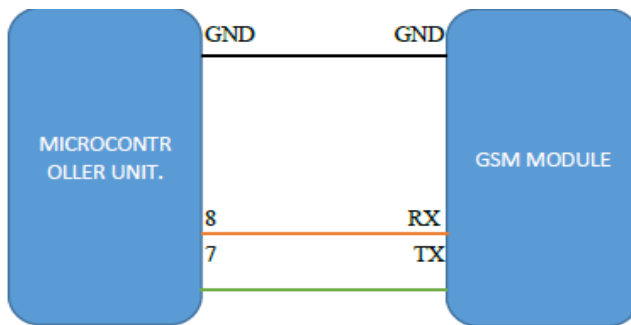 GND GND
MICROCONTR
OLLER UNIT.
GSM MODULE
8 RX
7 TX